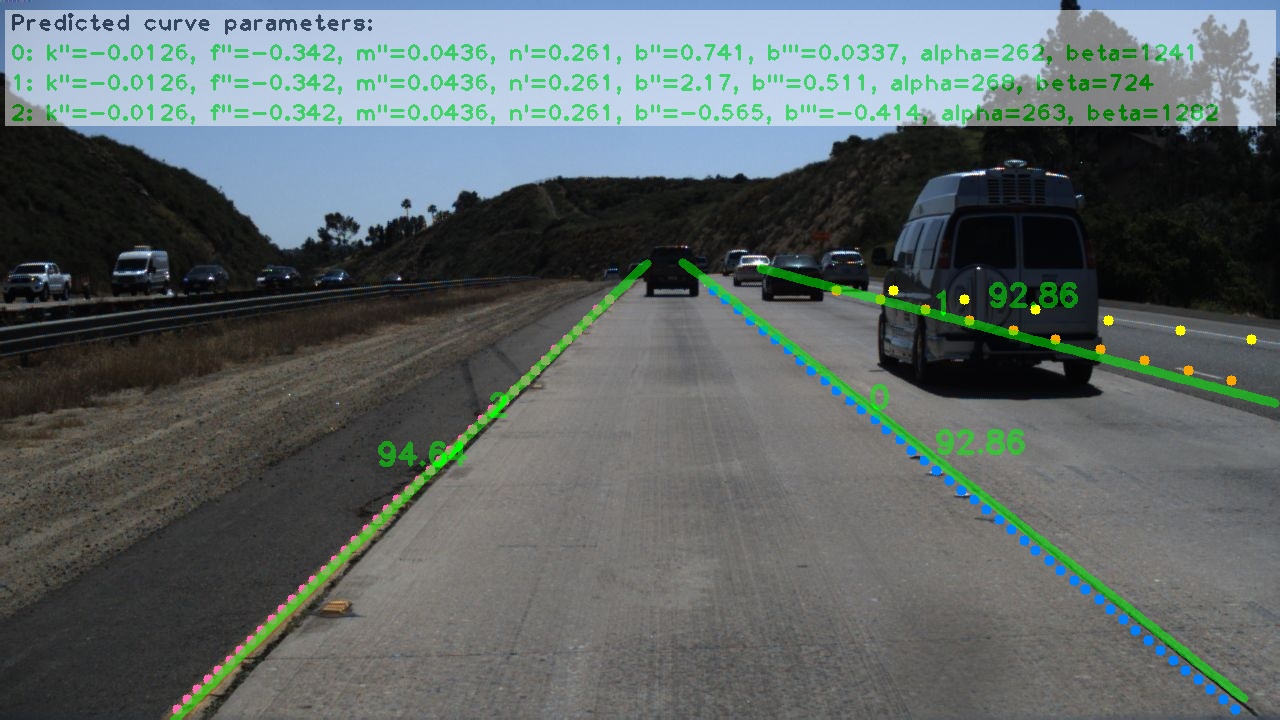 Predicted curve parameters:
0: k''=-0.0126, f''=-0.342, m''=0.0436, n'=0.261, b''=0.741, b'''=0.0337, alpha=262, beta=1241
1: k''=-0.0126, f''=-0.342, m''=0.0436, n'=0.261, b''=2.17, b'''=0.511, alpha=268, beta=724
2: k''=-0.0126, f''=-0.342, m''=0.0436, n'=0.261, b''=-0.565, b'''=-0.414, alpha=263, beta=1282
1 92.86
2
0
94.64
92.86